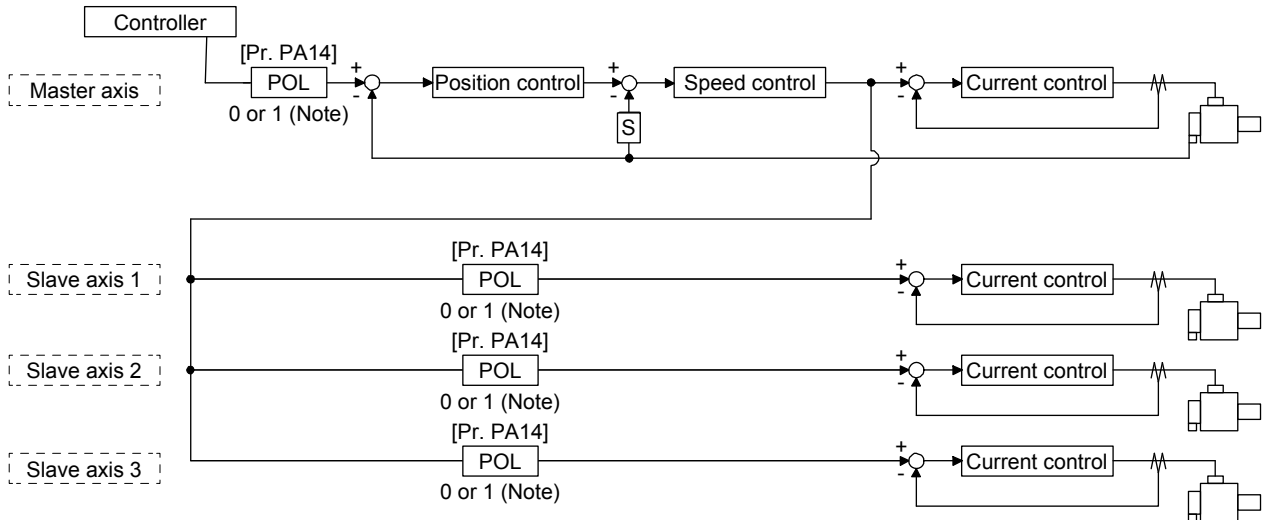 Controller
[Pr. PA14]
Master axis
POL
+
-
Position control
+
-
Speed control
+
-
Current control
0 or 1 (Note)
S
[Pr. PA14]
Slave axis 1
POL
+
-
Current control
0 or 1 (Note)
[Pr. PA14]
Slave axis 2
POL
+
-
Current control
0 or 1 (Note)
[Pr. PA14]
Slave axis 3
POL
+
-
Current control
0 or 1 (Note)